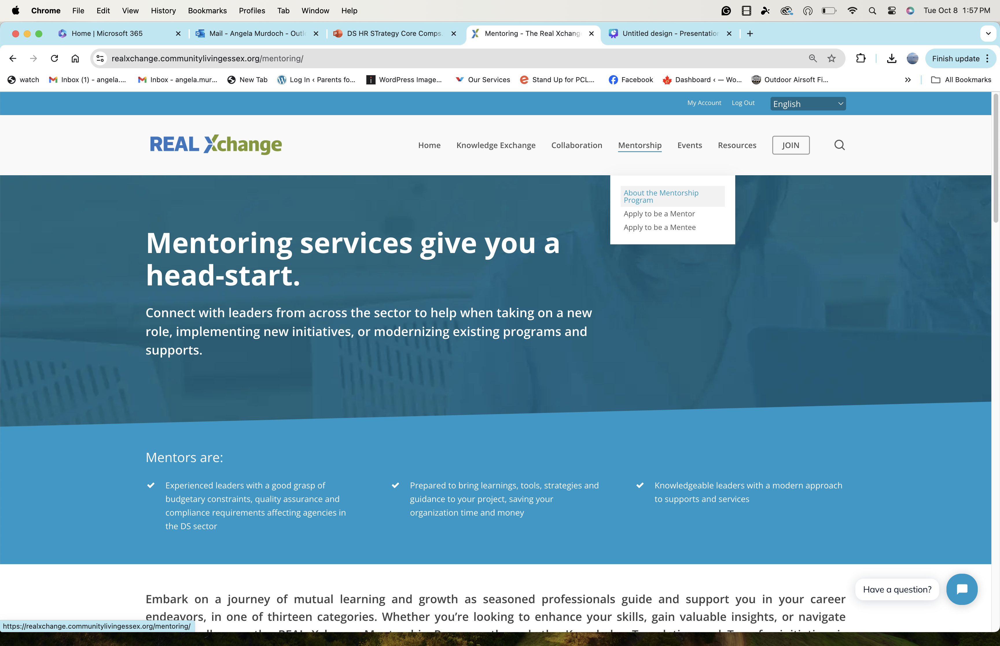 Chrome File Edit View History Bookmarks Profiles Tab Window Help Tue Oct 8 1:57 PM
Home | Microsoft 365 Mail - Angela Murdoch - Outlo DS HR STrategy Core Comps. Mentoring - The Real Xchang Untitled design - Presentation
realxchange.communitylivingessex.org/mentoring/ Finish update
watch Inbox (1) - angela.... Inbox - angela.mur... New Tab Log In ‹ Parents fo... WordPress Image... Our Services Stand Up for PCL... Facebook Dashboard ‹ — Wo... Outdoor Airsoft Fi... » All Bookmarks
My Account Log Out English
REAL Xchange Home Knowledge Exchange Collaboration Mentorship Events Resources JOIN
About the Mentorship
Program
Apply to be a Mentor
Apply to be a Mentee
Mentoring services give you a
head-start.
Connect with leaders from across the sector to help when taking on a new
role, implementing new initiatives, or modernizing existing programs and
supports.
Mentors are:
Experienced leaders with a good grasp of
budgetary constraints, quality assurance and
compliance requirements affecting agencies in
the DS sector
Prepared to bring learnings, tools, strategies and
guidance to your project, saving your
organization time and money
Knowledgeable leaders with a modern approach
to supports and services
Have a question?
Embark on a journey of mutual learning and growth as seasoned professionals guide and support you in your career
endeavors, in one of thirteen categories. Whether you're looking to enhance your skills, gain valuable insights, or navigate
https://realxchange.communitylivingessex.org/mentoring/